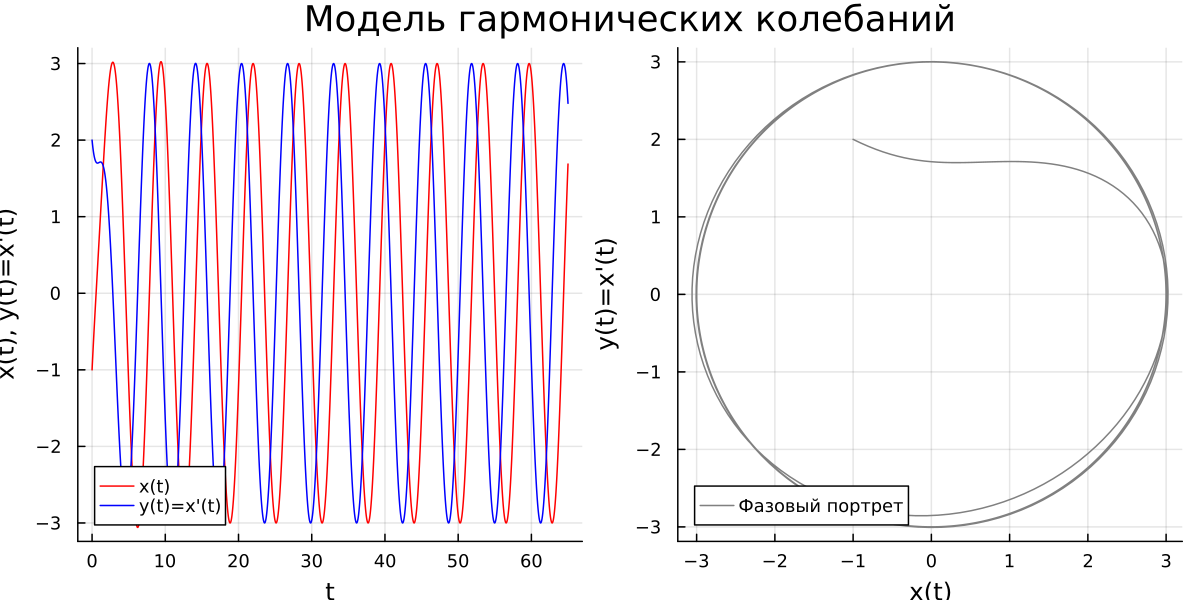 Модель гармонических колебаний
x(t), y(t)=x'(t)
3
2
1
0
−1
−2
−3
x(t)
y(t)=x'(t)
0 10 20 30 40 50 60
t
y(t)=x'(t)
3
2
1
0
−1
−2
−3
Фазовый портрет
−3 −2 −1 0 1 2 3
x(t)